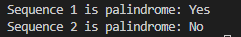 Sequence 1 is palindrome: Yes
Sequence 2 is palindrome: No